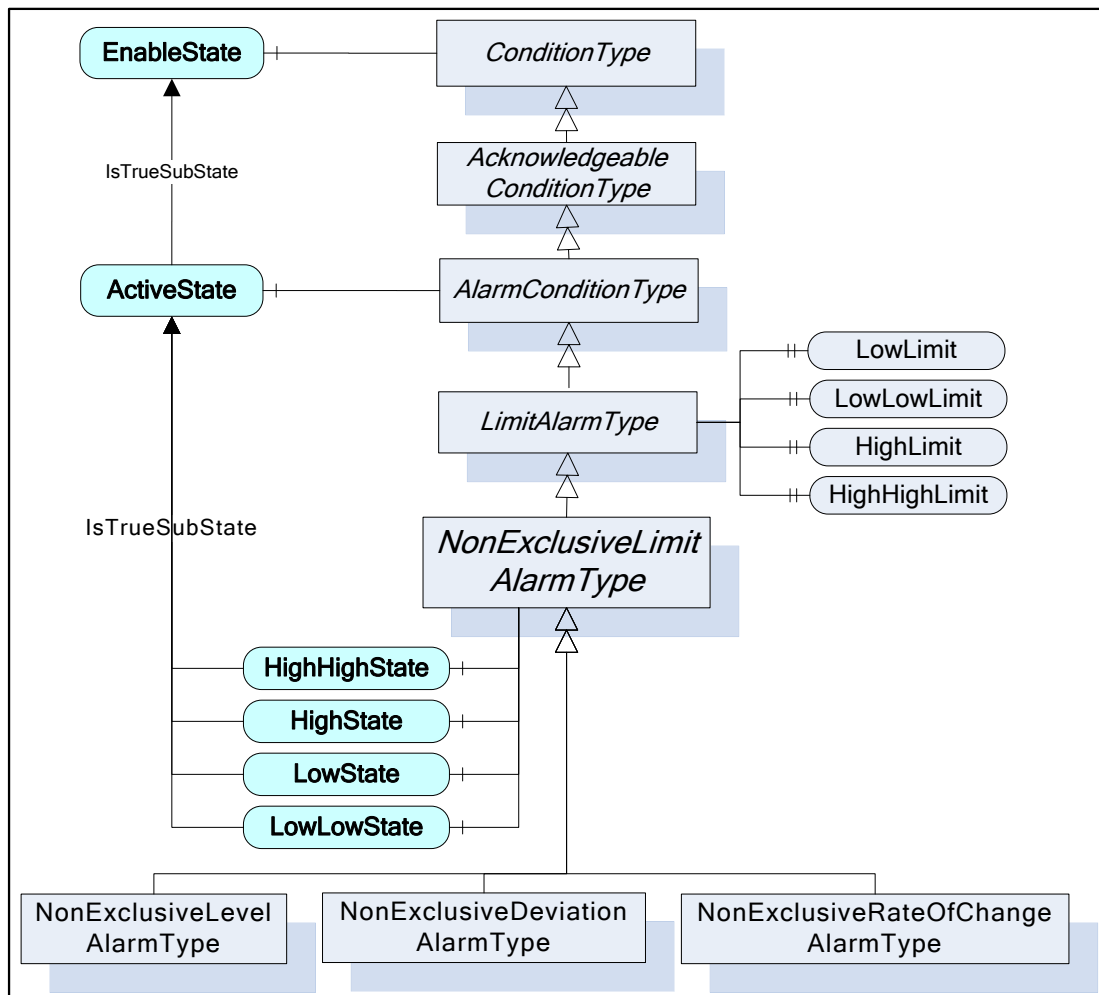 EnableState
ConditionType
IsTrueSubState
Acknowledgeable
ConditionType
ActiveState
AlarmConditionType
LowLimit
LowLowLimit
LimitAlarmType
HighLimit
HighHighLimit
IsTrueSubState
NonExclusiveLimit
AlarmType
HighHighState
HighState
LowState
LowLowState
NonExclusiveLevel
AlarmType
NonExclusiveDeviation
AlarmType
NonExclusiveRateOfChange
AlarmType